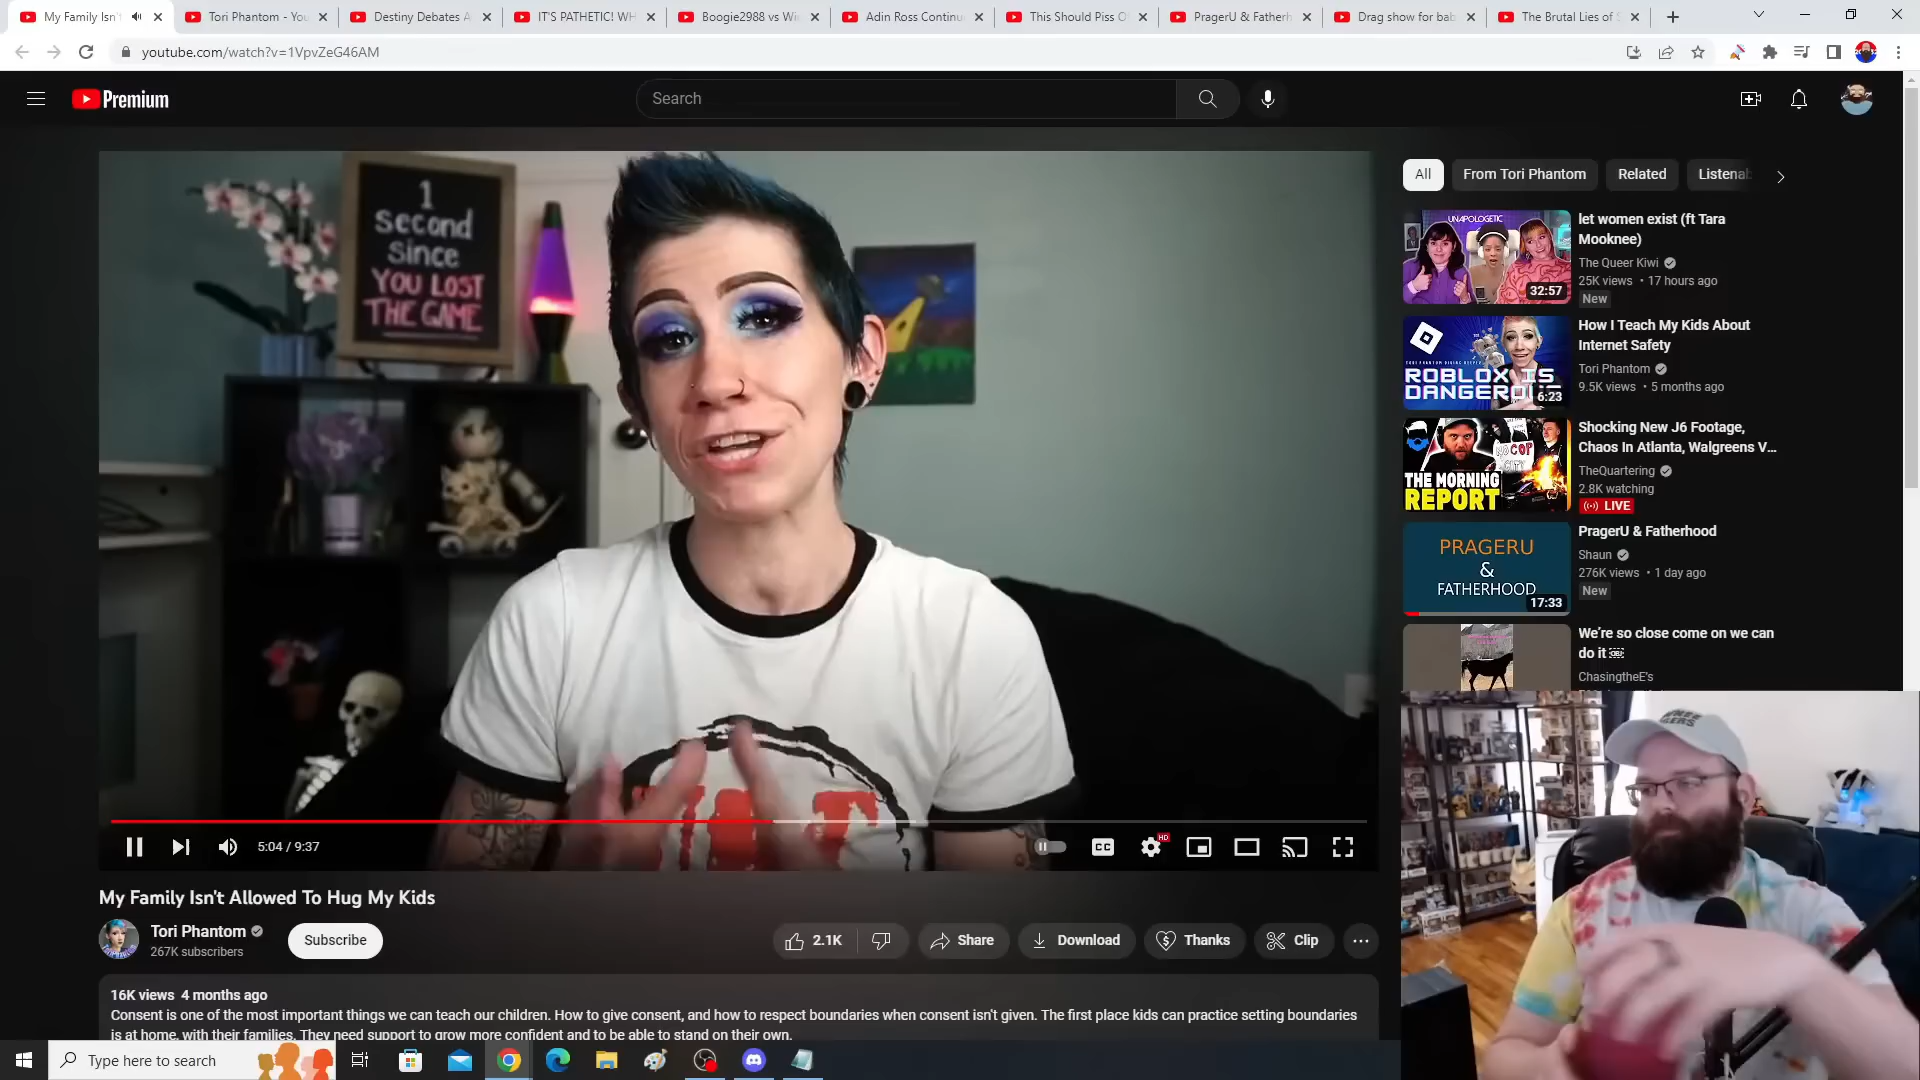 My Family Isn't
Tori Phantom - You
Destiny Debates A
IT'S PATHETIC! WH
Boogie2988 vs Wi
Adin Ross Continu
This Should Piss O
PragerU & Fatherh
Drag show for bab
The Brutal Lies of
youtube.com/watch?v=1VpvZeG46AM
Premium
Search
1
second
since
YOU LOST
THE GAME
All
From Tori Phantom
Related
Listenal
UNAPOLOGETIC
32:57
let women exist (ft Tara
Mooknee)
The Queer Kiwi
25K views • 17 hours ago
New
ROBLOX IS
DANGERO
6:23
How I Teach My Kids About
Internet Safety
Tori Phantom
9.5K views • 5 months ago
COP
CITY
THE MORNING
REPORT
Shocking New J6 Footage,
Chaos In Atlanta, Walgreens V...
TheQuartering
2.8K watching
LIVE
PRAGERU
&
FATHERHOOD
17:33
PragerU & Fatherhood
Shaun
276K views • 1 day ago
New
We're so close come on we can
do it
ChasingtheE's
5:04 / 9:37
CC
HD
My Family Isn't Allowed To Hug My Kids
Tori Phantom
267K subscribers
Subscribe
2.1K
Share
Download
Thanks
Clip
16K views 4 months ago
Consent is one of the most important things we can teach our children. How to give consent, and how to respect boundaries when consent isn't given. The first place kids can practice setting boundaries
is at home, with their families. They need support to grow more confident and to be able to stand on their own.
Type here to search